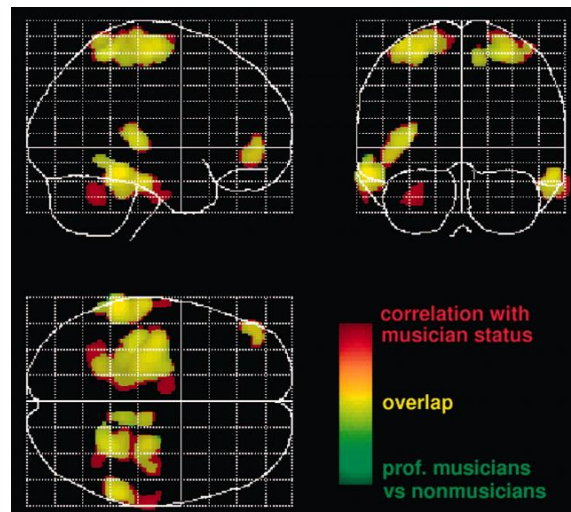 correlation with
musician status
overlap
prof. musicians
vs nonmusicians